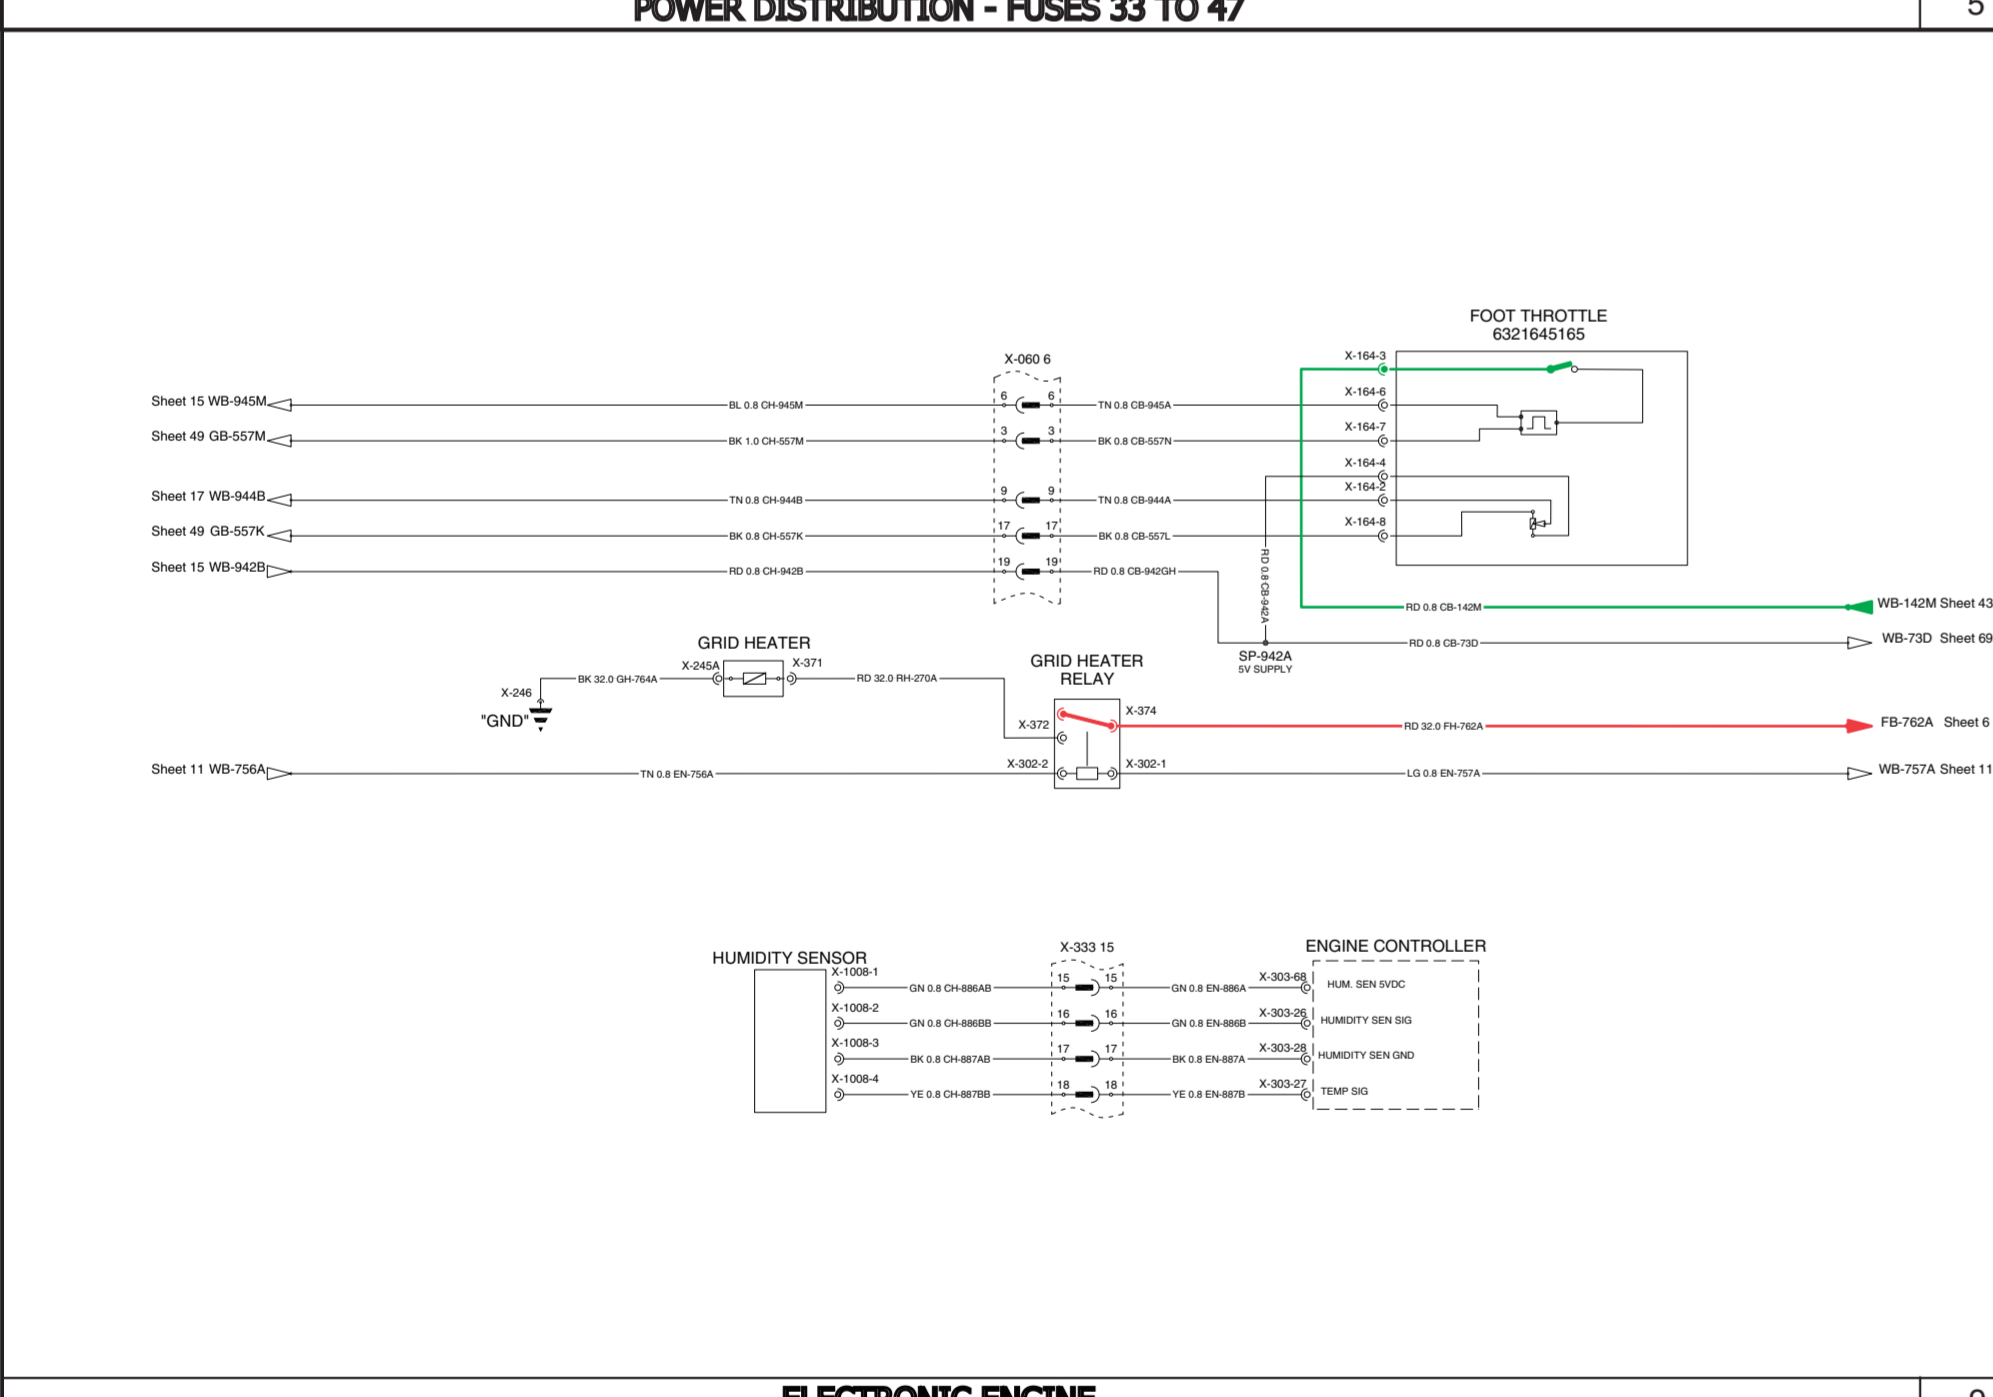 POWER DISTRIBUTION - FUSES 33 TO 47
5
FOOT THROTTLE
6321645165
X-060 6
X-164-3
Sheet 15 WB-945M
BL 0.8 CH-945M
6 6
TN 0.8 CB-945A
X-164-6
Sheet 49 GB-557M
BK 1.0 CH-557M
3 3
BK 0.8 CB-557N
X-164-7
X-164-4
Sheet 17 WB-944B
TN 0.8 CH-944B
9 9
TN 0.8 CB-944A
X-164-2
Sheet 49 GB-557K
BK 0.8 CH-557K
17 17
BK 0.8 CB-557L
X-164-8
Sheet 15 WB-942B
RD 0.8 CH-942B
19 19
RD 0.8 CB-942GH
RD 0.8 CB-942A
RD 0.8 CB-142M
WB-142M Sheet 43
RD 0.8 CB-73D
WB-73D Sheet 69
SP-942A
5V SUPPLY
GRID HEATER
X-245A
X-371
BK 32.0 GH-764A
RD 32.0 RH-270A
X-246
"GND"
GRID HEATER
RELAY
X-372
X-374
RD 32.0 FH-762A
FB-762A Sheet 6
Sheet 11 WB-756A
TN 0.8 EN-756A
X-302-2
X-302-1
LG 0.8 EN-757A
WB-757A Sheet 11
HUMIDITY SENSOR
X-333 15
ENGINE CONTROLLER
X-1008-1
GN 0.8 CH-886AB
15 15
GN 0.8 EN-886A
X-303-68
HUM. SEN 5VDC
X-1008-2
GN 0.8 CH-886BB
16 16
GN 0.8 EN-886B
X-303-26
HUMIDITY SEN SIG
X-1008-3
BK 0.8 CH-887AB
17 17
BK 0.8 EN-887A
X-303-28
HUMIDITY SEN GND
X-1008-4
YE 0.8 CH-887BB
18 18
YE 0.8 EN-887B
X-303-27
TEMP SIG
ELECTRONIC ENGINE